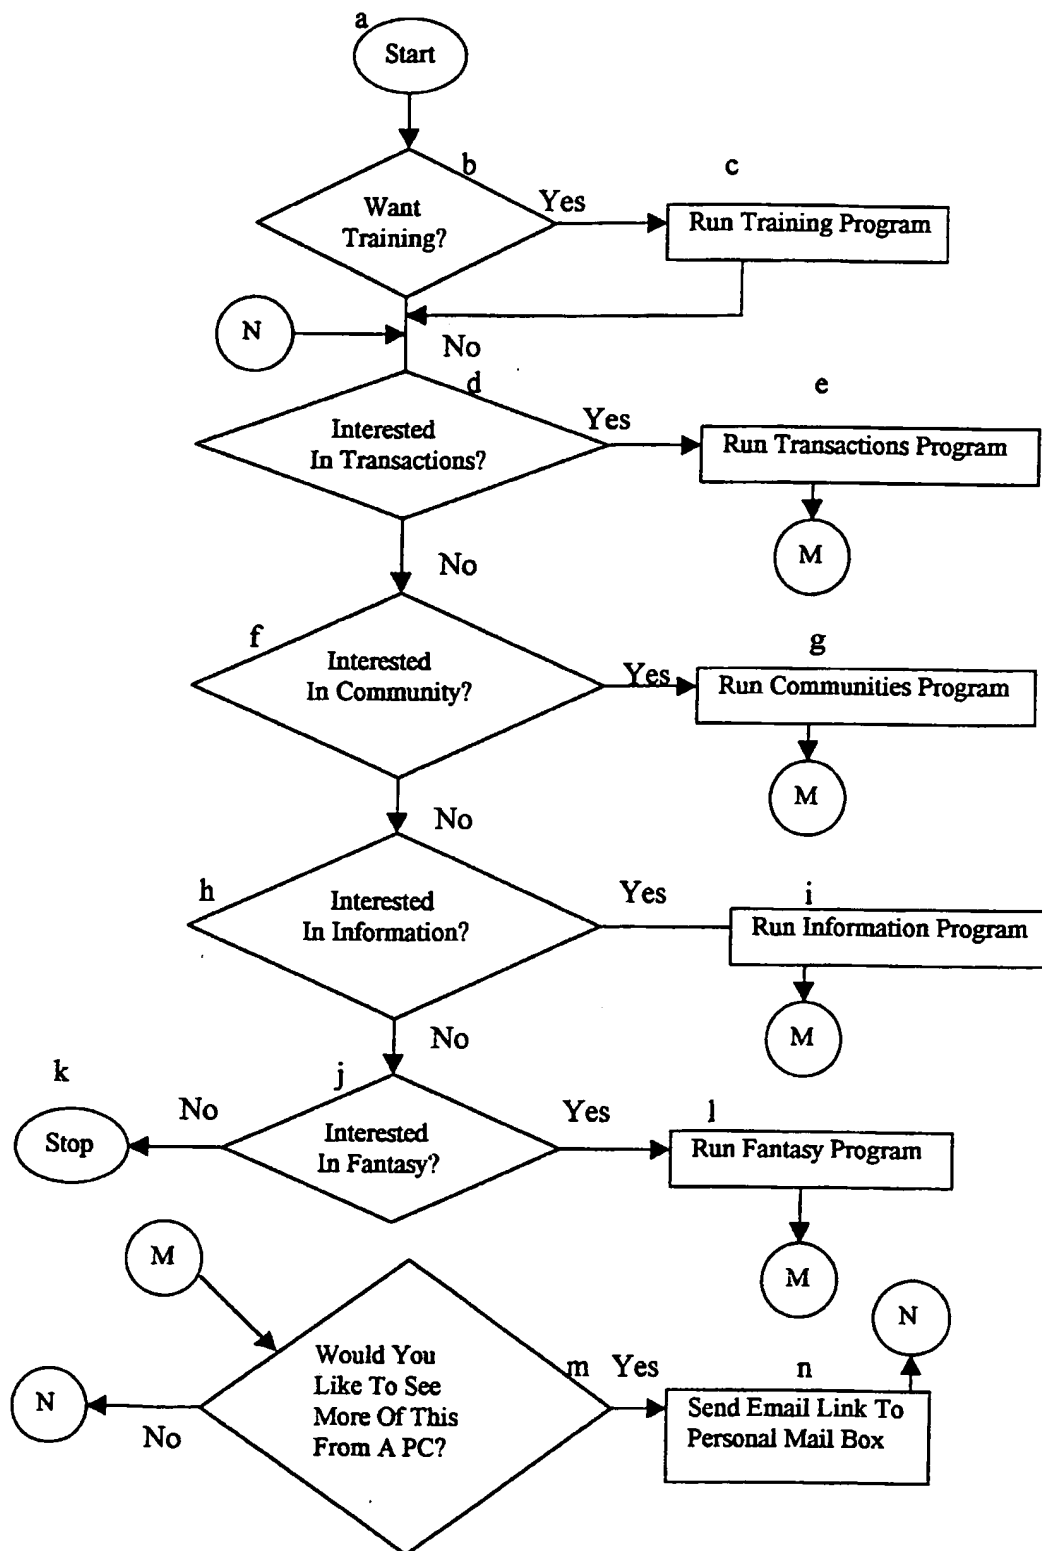 a
Start
b
Want
Training?
Yes
c
Run Training Program
N
No
d
Interested
In Transactions?
Yes
e
Run Transactions Program
M
No
f
Interested
In Community?
Yes
g
Run Communities Program
M
No
h
Interested
In Information?
Yes
i
Run Information Program
M
No
k
Stop
No
j
Interested
In Fantasy?
Yes
l
Run Fantasy Program
M
M
N
No
Would You
Like To See
More Of This
From A PC?
m
Yes
n
Send Email Link To
Personal Mail Box
N